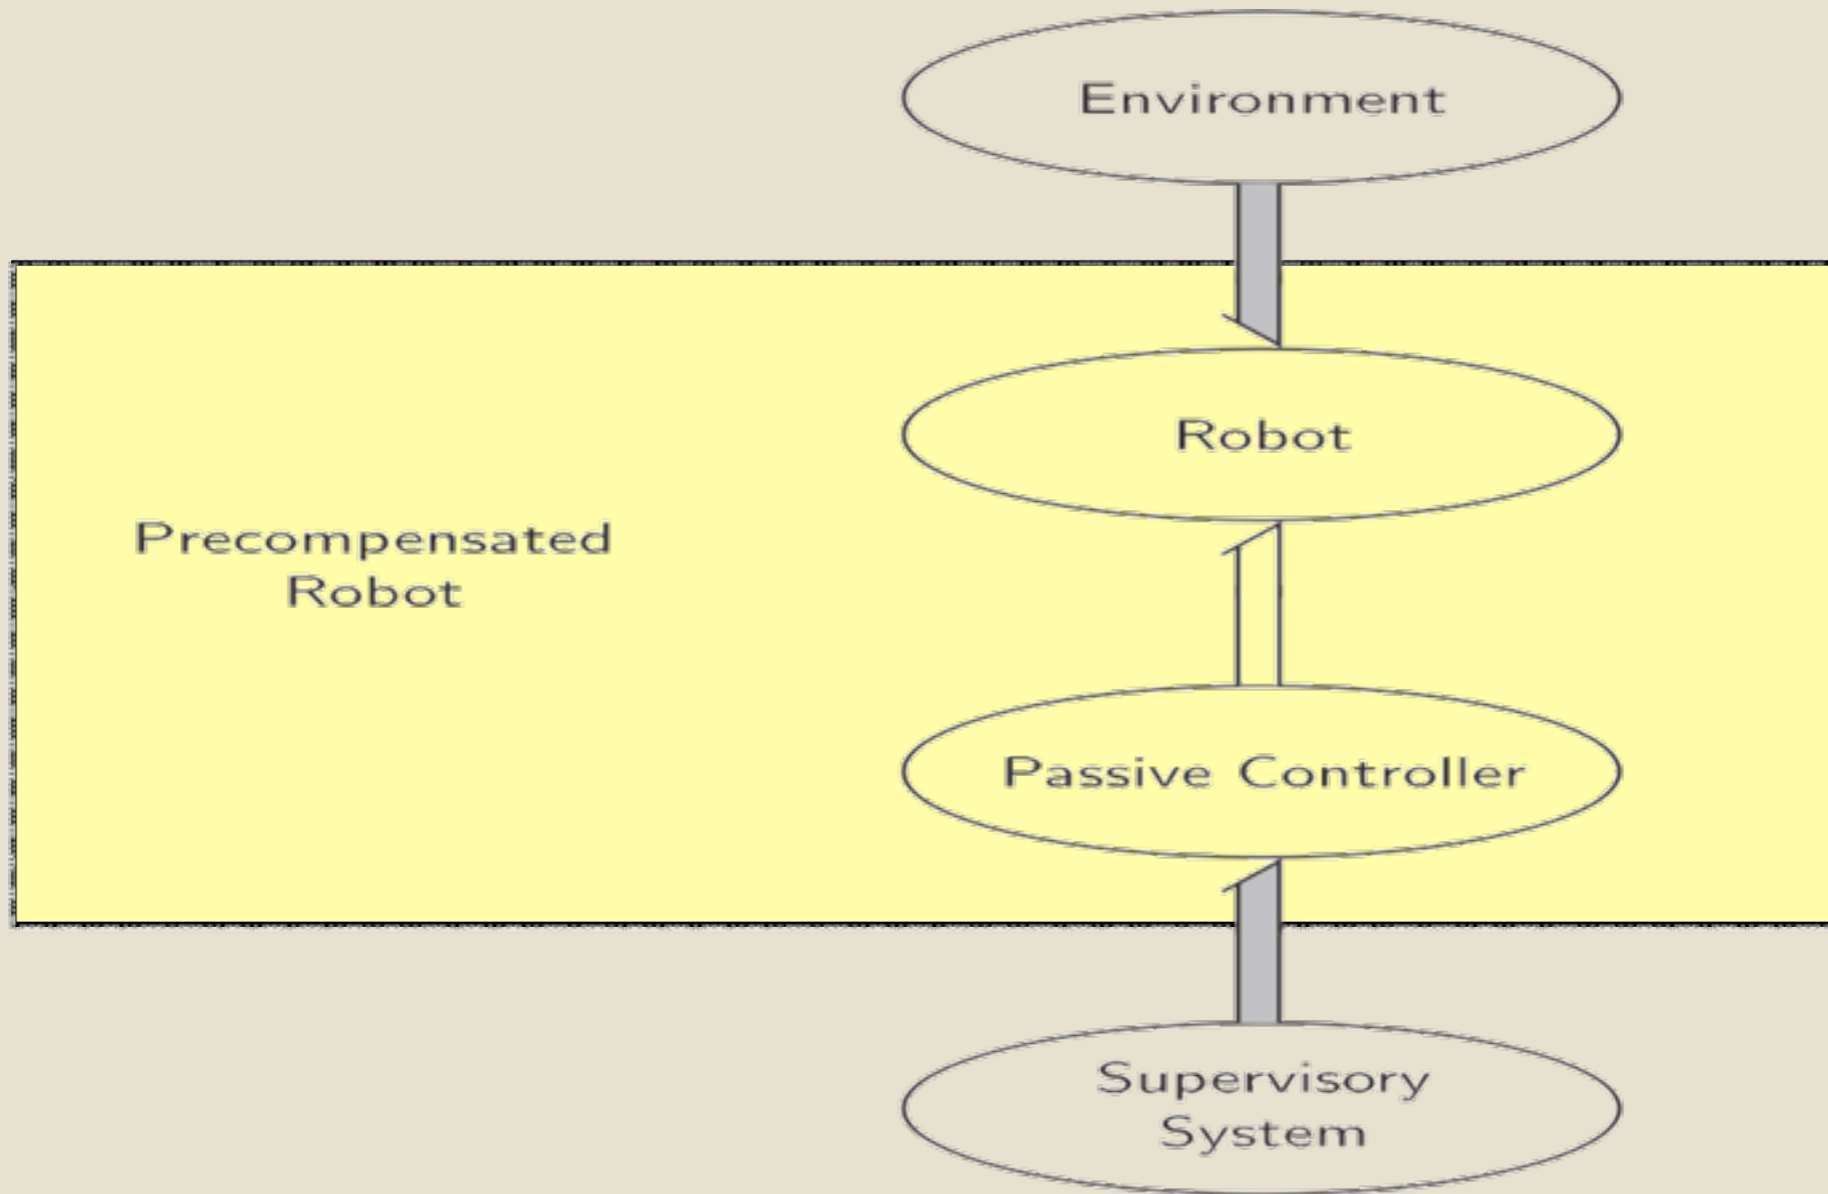 Environment
Robot
Precompensated
Robot
Passive Controller
Supervisory
System